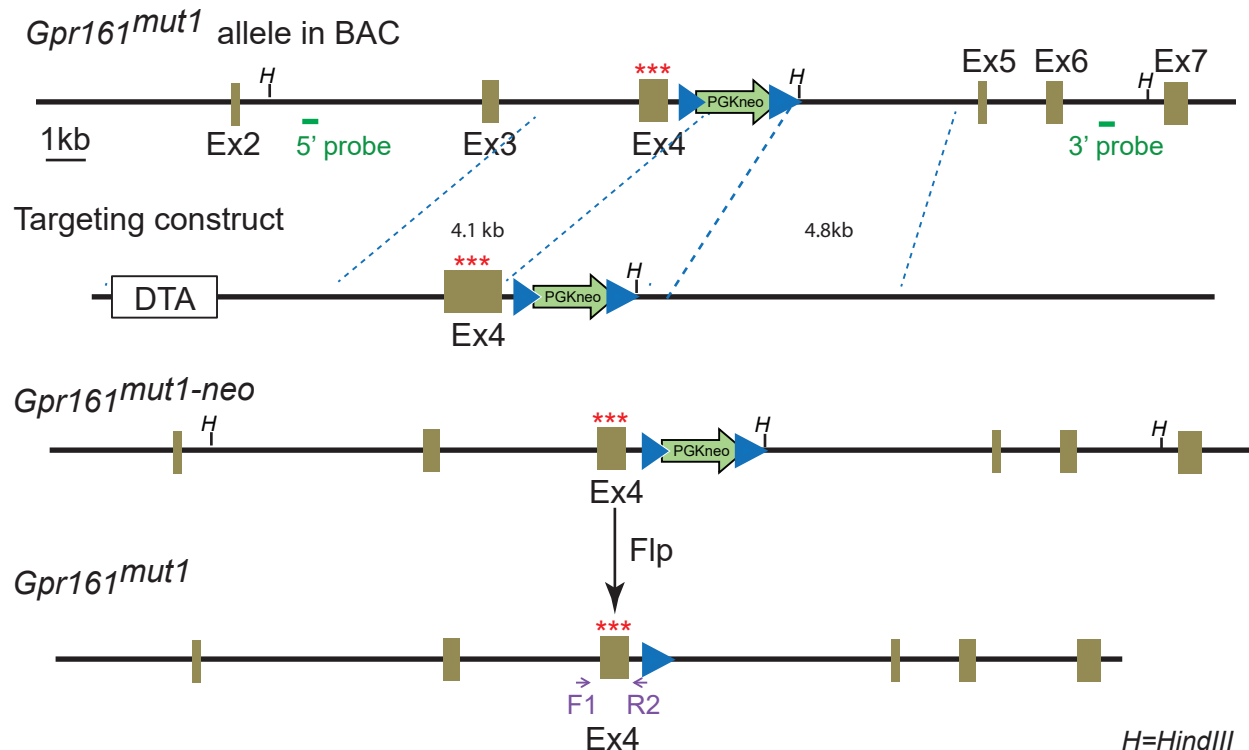 Gpr161mut1 allele in BAC
H *** H Ex5 Ex6 Ex7
PGKneo
1kb Ex2 5' probe Ex3 Ex4 3' probe
Targeting construct
4.1 kb 4.8kb
*** H
DTA PGKneo
Ex4
Gpr161mut1-neo
H *** H H
PGKneo
Ex4
Flp
Gpr161mut1
***
F1 R2
Ex4
H=HindIII